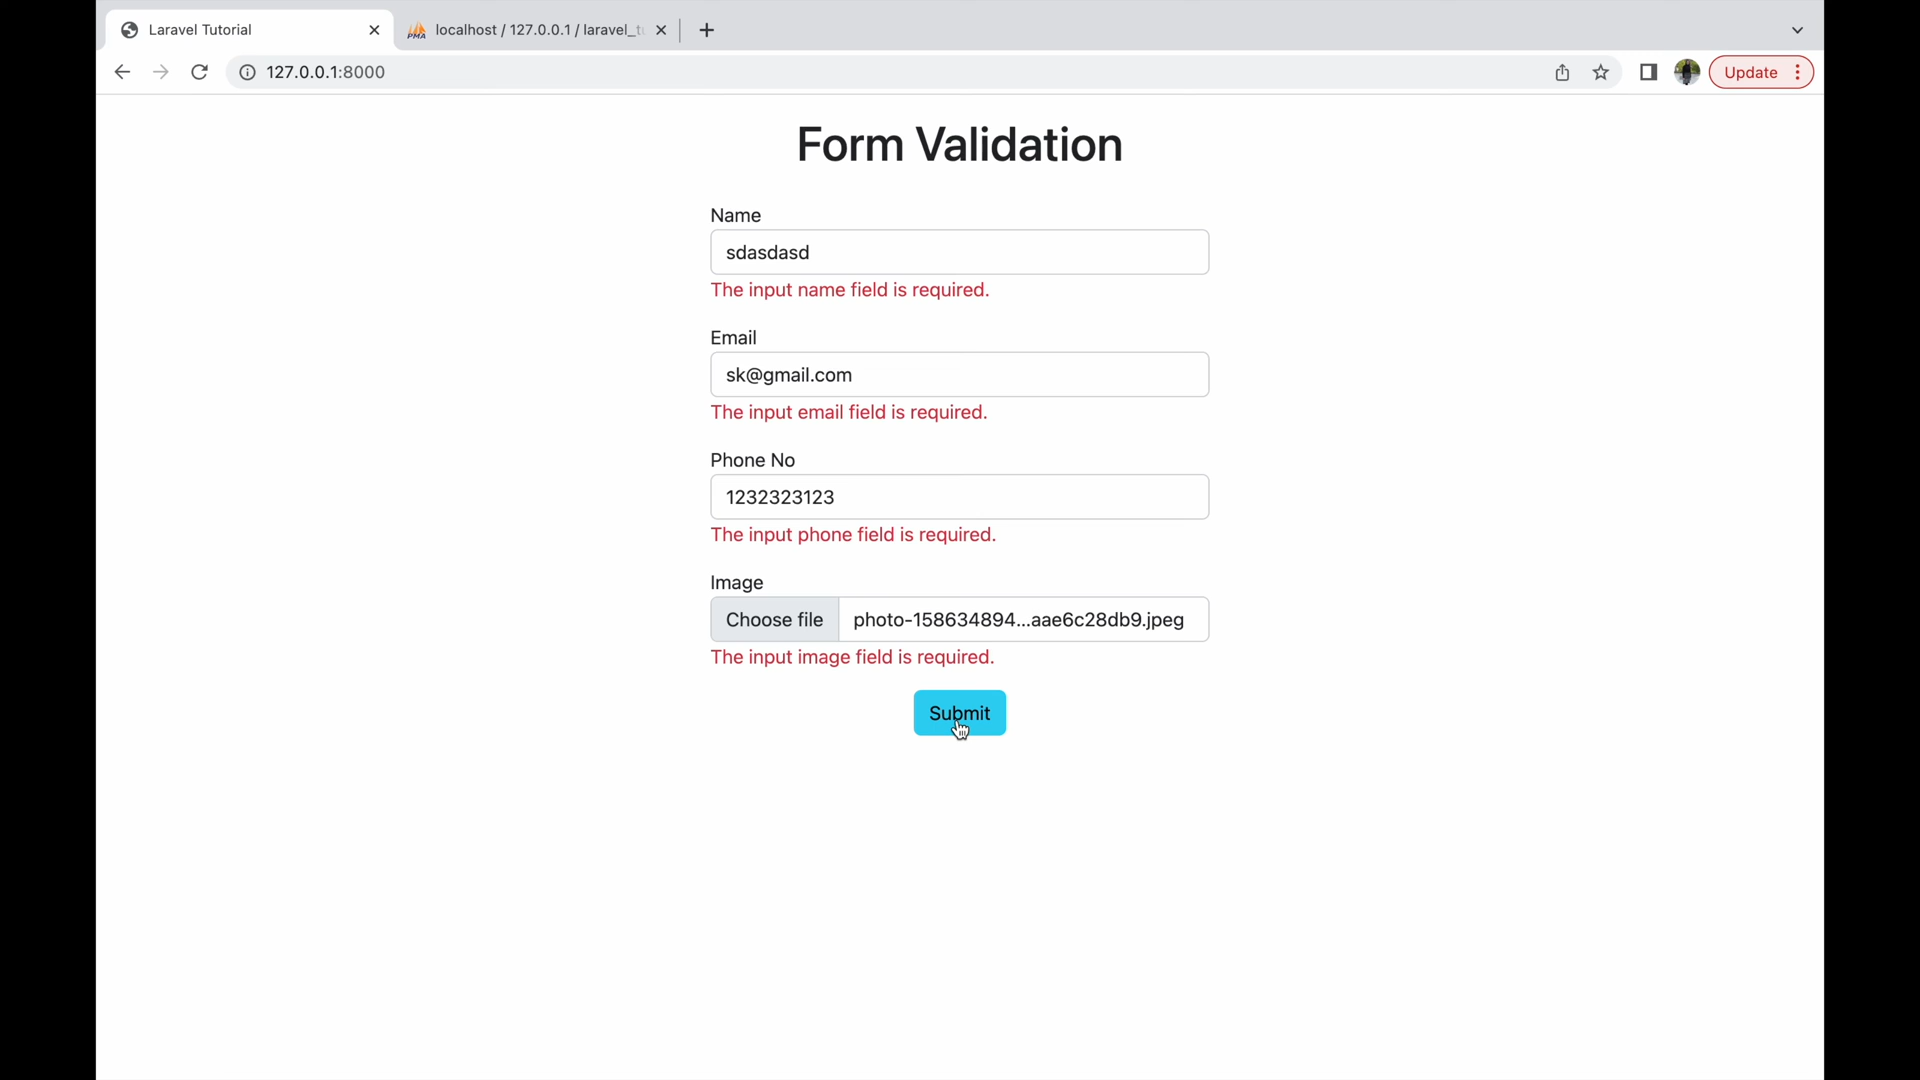 Laravel Tutorial
localhost / 127.0.0.1 / laravel_tu
127.0.0.1:8000
Update
Form Validation
Name
sdasdasd
The input name field is required.
Email
sk@gmail.com
The input email field is required.
Phone No
1232323123
The input phone field is required.
Image
Choose file photo-158634894...aae6c28db9.jpeg
The input image field is required.
Submit